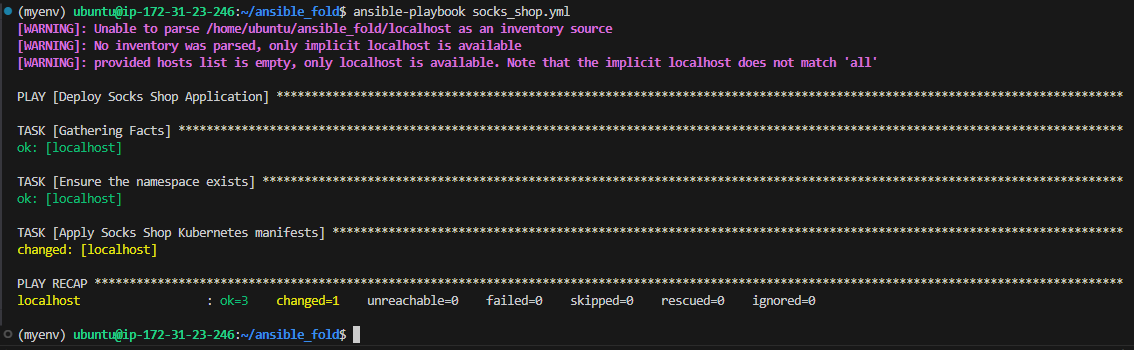 (myenv) ubuntu@ip-172-31-23-246:~/ansible_fold$ ansible-playbook socks_shop.yml
[WARNING]: Unable to parse /home/ubuntu/ansible_fold/localhost as an inventory source
[WARNING]: No inventory was parsed, only implicit localhost is available
[WARNING]: provided hosts list is empty, only localhost is available. Note that the implicit localhost does not match 'all'
PLAY [Deploy Socks Shop Application] *************************************************************************************************************************
TASK [Gathering Facts] ***************************************************************************************************************************************
ok: [localhost]
TASK [Ensure the namespace exists] ***************************************************************************************************************************
ok: [localhost]
TASK [Apply Socks Shop Kubernetes manifests] *****************************************************************************************************************
changed: [localhost]
PLAY RECAP ***************************************************************************************************************************************************
localhost                  : ok=3    changed=1    unreachable=0    failed=0    skipped=0    rescued=0    ignored=0
(myenv) ubuntu@ip-172-31-23-246:~/ansible_fold$